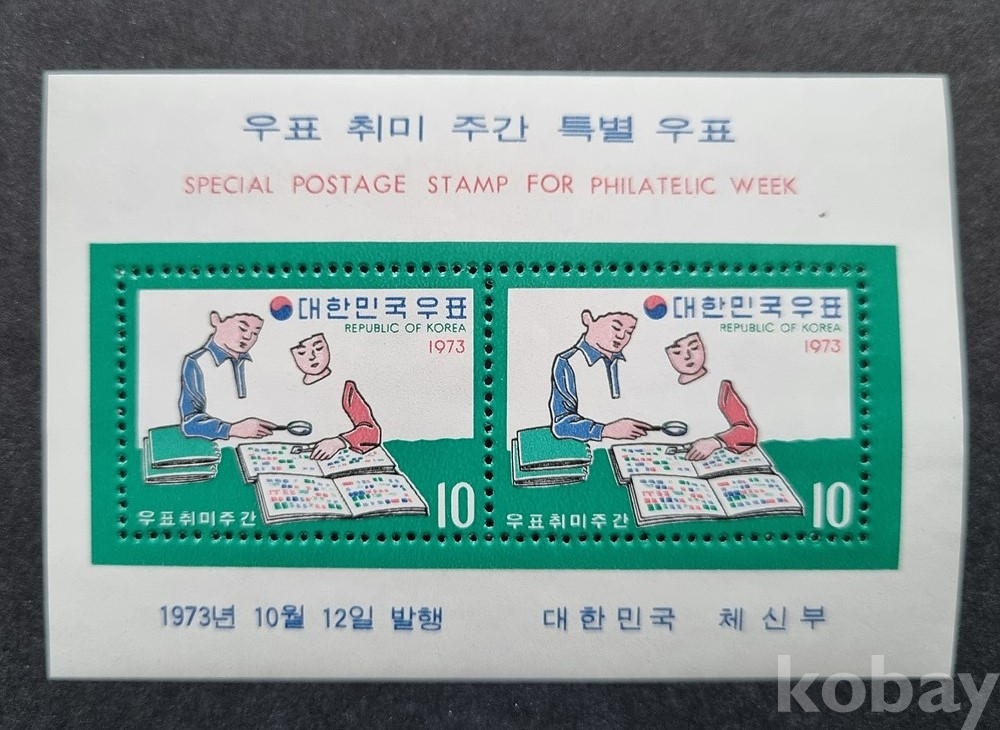 우표 취미 주간 특별 우표
SPECIAL POSTAGE STAMP FOR PHILATELIC WEEK
대한민국우표
REPUBLIC OF KOREA
1973
우표취미주간
10
대한민국우표
REPUBLIC OF KOREA
1973
우표취미주간
10
1973년 10월 12일 발행 대한민국 체신부
kobay